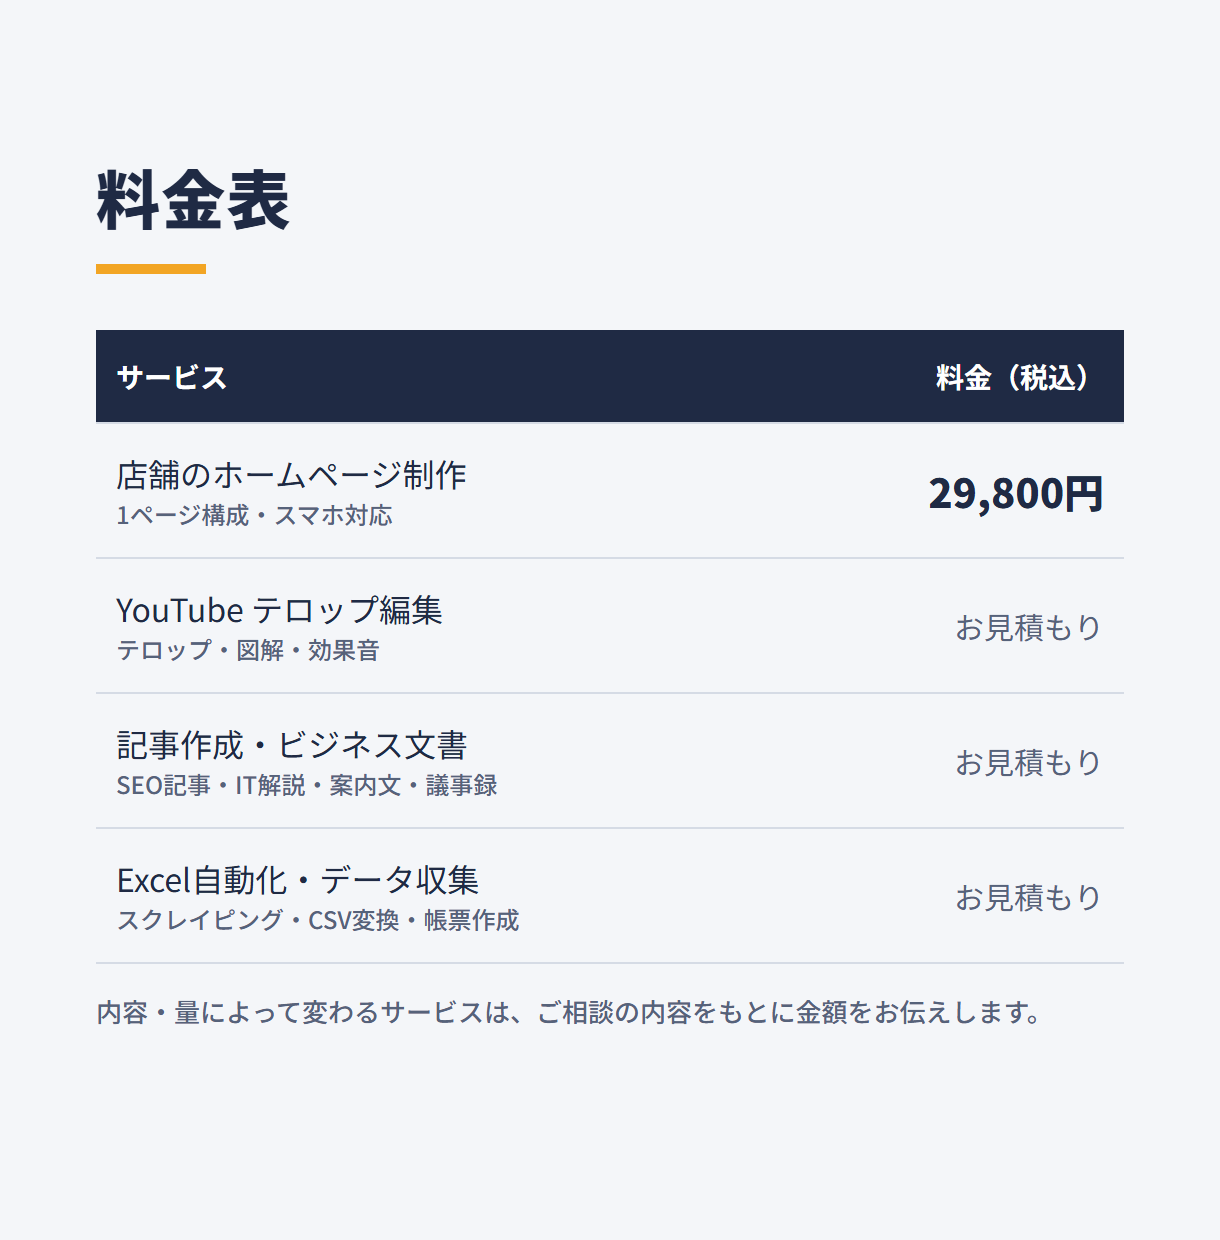 料金表
サービス
料金（税込）
店舗のホームページ制作
1ページ構成・スマホ対応
29,800円
YouTube テロップ編集
テロップ・図解・効果音
お見積もり
記事作成・ビジネス文書
SEO記事・IT解説・案内文・議事録
お見積もり
Excel自動化・データ収集
スクレイピング・CSV変換・帳票作成
お見積もり
内容・量によって変わるサービスは、ご相談の内容をもとに金額をお伝えします。